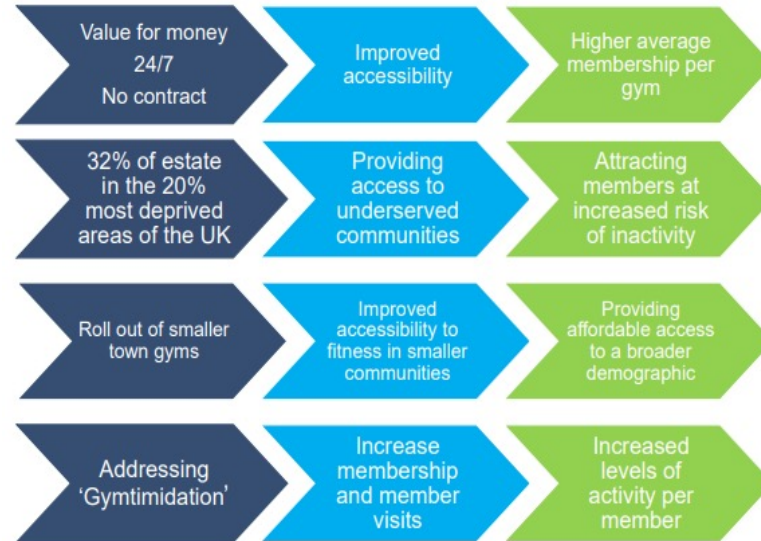 Value for money
24/7
No contract
Improved
accessibility
Higher average
membership per
gym
32% of estate
in the 20%
most deprived
areas of the UK
Providing
access to
underserved
communities
Attracting
members at
increased risk
of inactivity
Roll out of smaller
town gyms
Improved
accessibility to
fitness in smaller
communities
Providing
affordable access
to a broader
demographic
Addressing
‘Gymtimidation’
Increase
membership
and member
visits
Increased
levels of
activity per
member